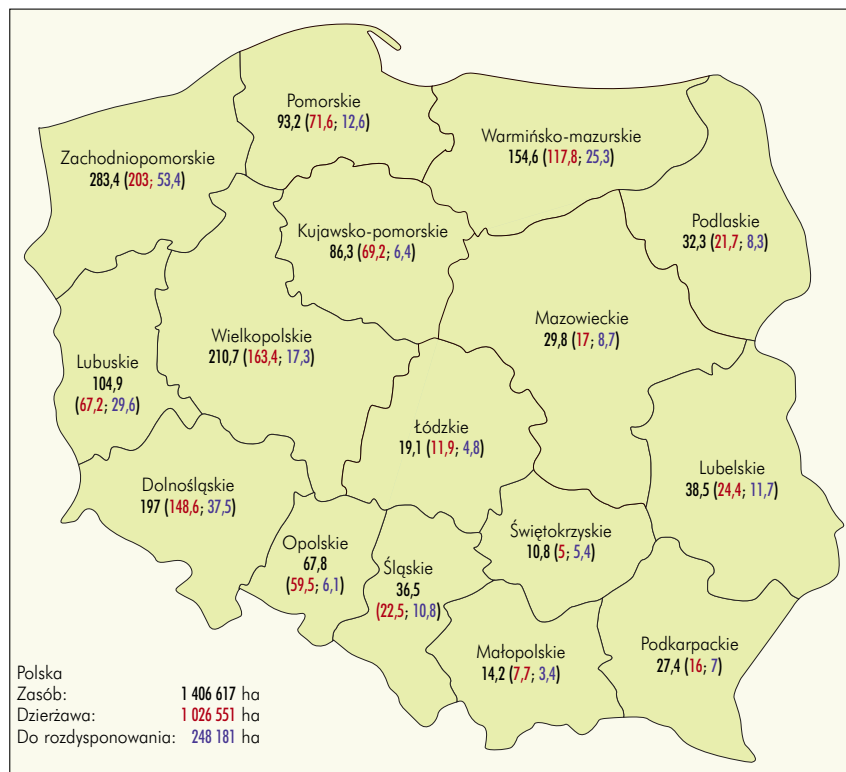 Pomorskie
93,2 (71,6; 12,6)
Warmińsko-mazurskie
154,6 (117,8; 25,3)
Zachodniopomorskie
283,4 (203; 53,4)
Podlaskie
32,3 (21,7; 8,3)
Kujawsko-pomorskie
86,3 (69,2; 6,4)
Mazowieckie
29,8 (17; 8,7)
Wielkopolskie
210,7 (163,4; 17,3)
Lubuskie
104,9
(67,2; 29,6)
Łódzkie
19,1 (11,9; 4,8)
Lubelskie
38,5 (24,4; 11,7)
Dolnośląskie
197 (148,6; 37,5)
Świętokrzyskie
10,8 (5; 5,4)
Opolskie
67,8
(59,5; 6,1)
Śląskie
36,5
(22,5; 10,8)
Małopolskie
14,2 (7,7; 3,4)
Podkarpackie
27,4 (16; 7)
Polska
Zasób: 1 406 617 ha
Dzierżawa: 1 026 551 ha
Do rozdysponowania: 248 181 ha